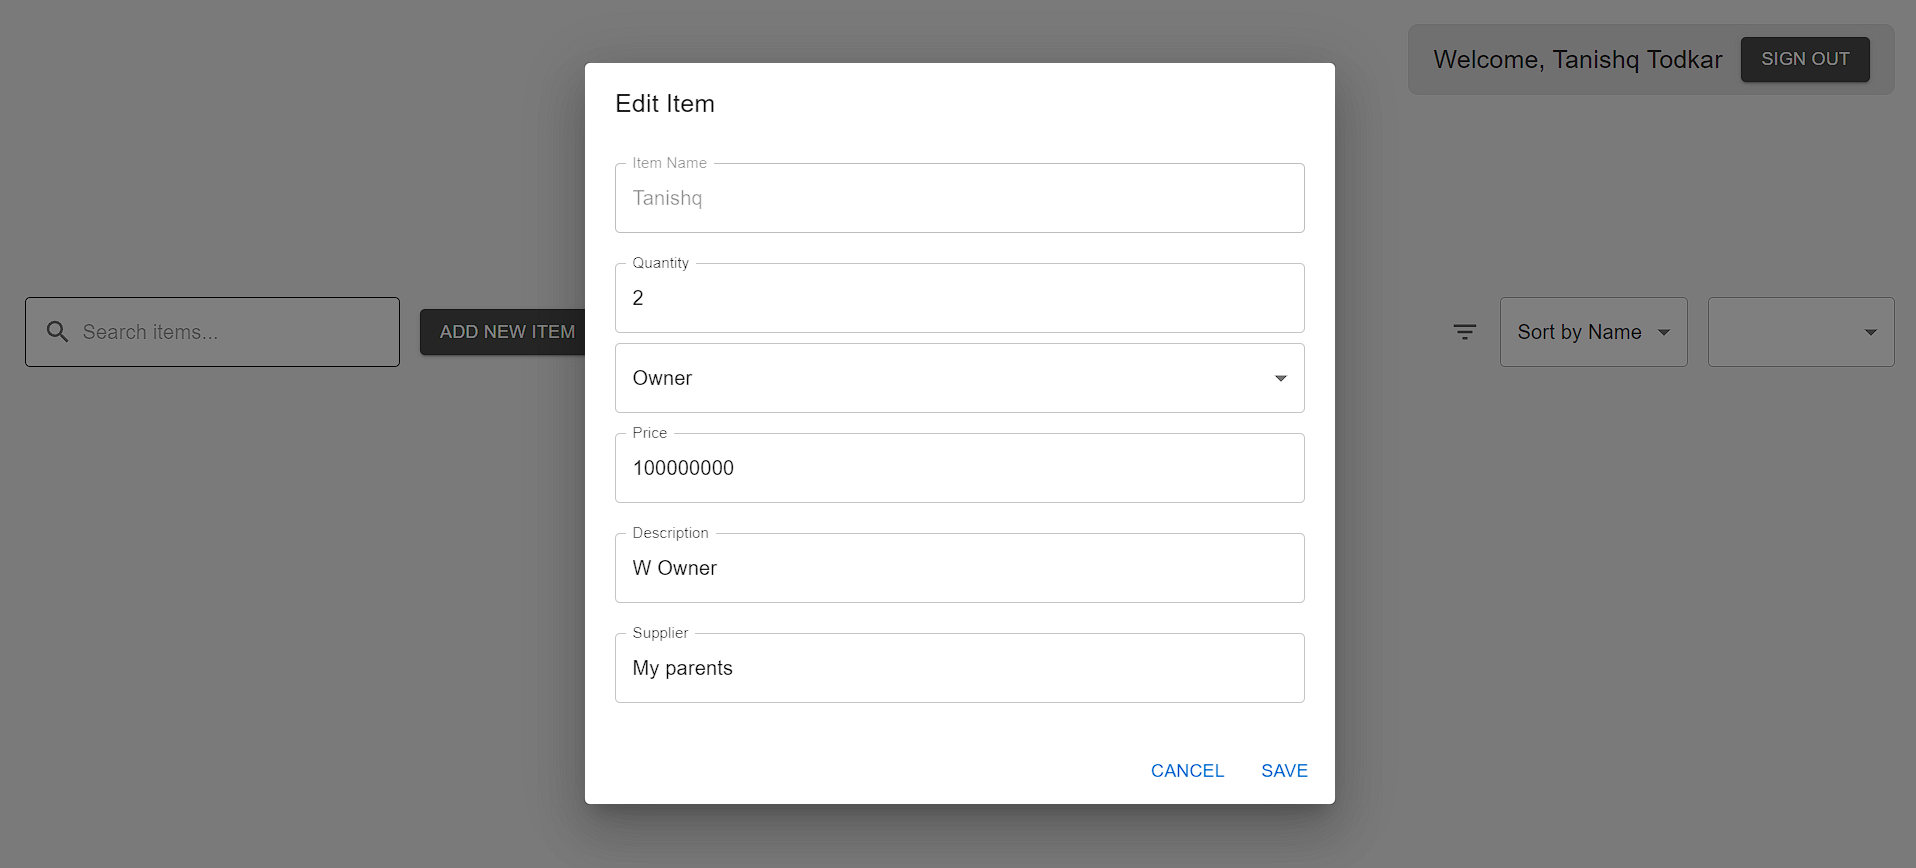 Welcome, Tanishq Todkar
SIGN OUT
Edit Item
Item Name
Tanishq
Quantity
2
Search items...
ADD NEW ITEM
Sort by Name
Owner
Price
100000000
Description
W Owner
Supplier
My parents
CANCEL
SAVE